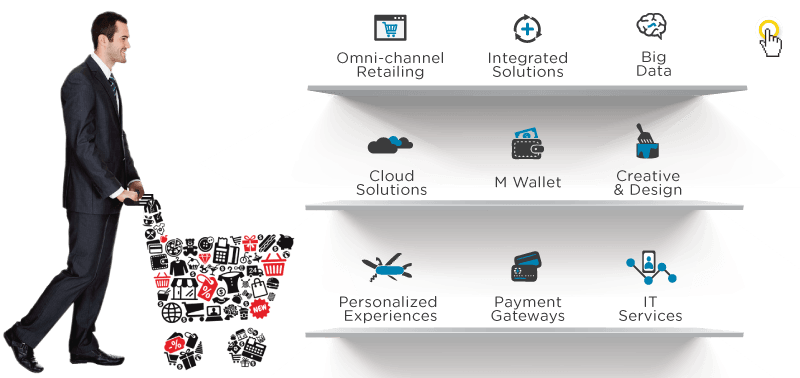 Omni-channel
Retailing
Integrated
Solutions
Big
Data
Cloud
Solutions
M Wallet
Creative
& Design
Personalized
Experiences
Payment
Gateways
IT
Services
%
NEW
%